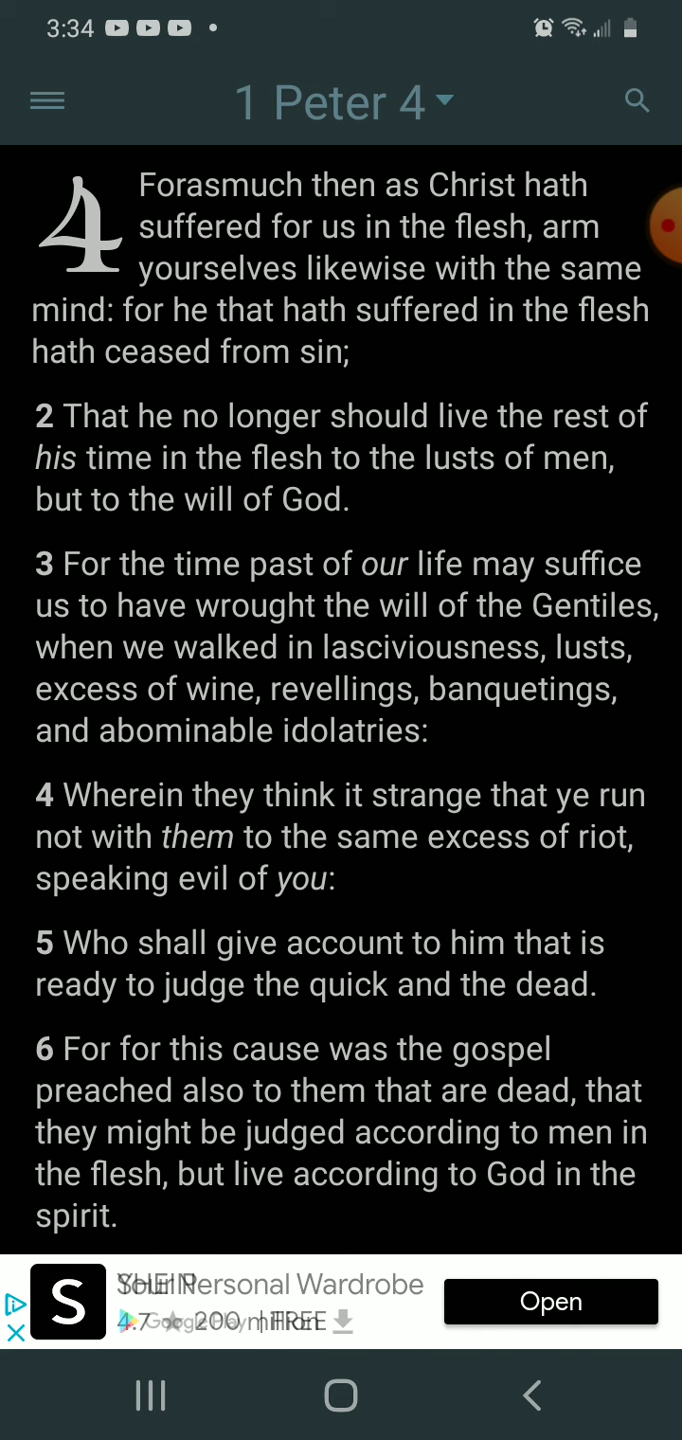 3:34
1 Peter 4
4 Forasmuch then as Christ hath
suffered for us in the flesh, arm
yourselves likewise with the same
mind: for he that hath suffered in the flesh
hath ceased from sin;
2 That he no longer should live the rest of
his time in the flesh to the lusts of men,
but to the will of God.
3 For the time past of our life may suffice
us to have wrought the will of the Gentiles,
when we walked in lasciviousness, lusts,
excess of wine, revellings, banquetings,
and abominable idolatries:
4 Wherein they think it strange that ye run
not with them to the same excess of riot,
speaking evil of you:
5 Who shall give account to him that is
ready to judge the quick and the dead.
6 For for this cause was the gospel
preached also to them that are dead, that
they might be judged according to men in
the flesh, but live according to God in the
spirit.
S
Personal Wardrobe
4.7 200 million FREE
Open